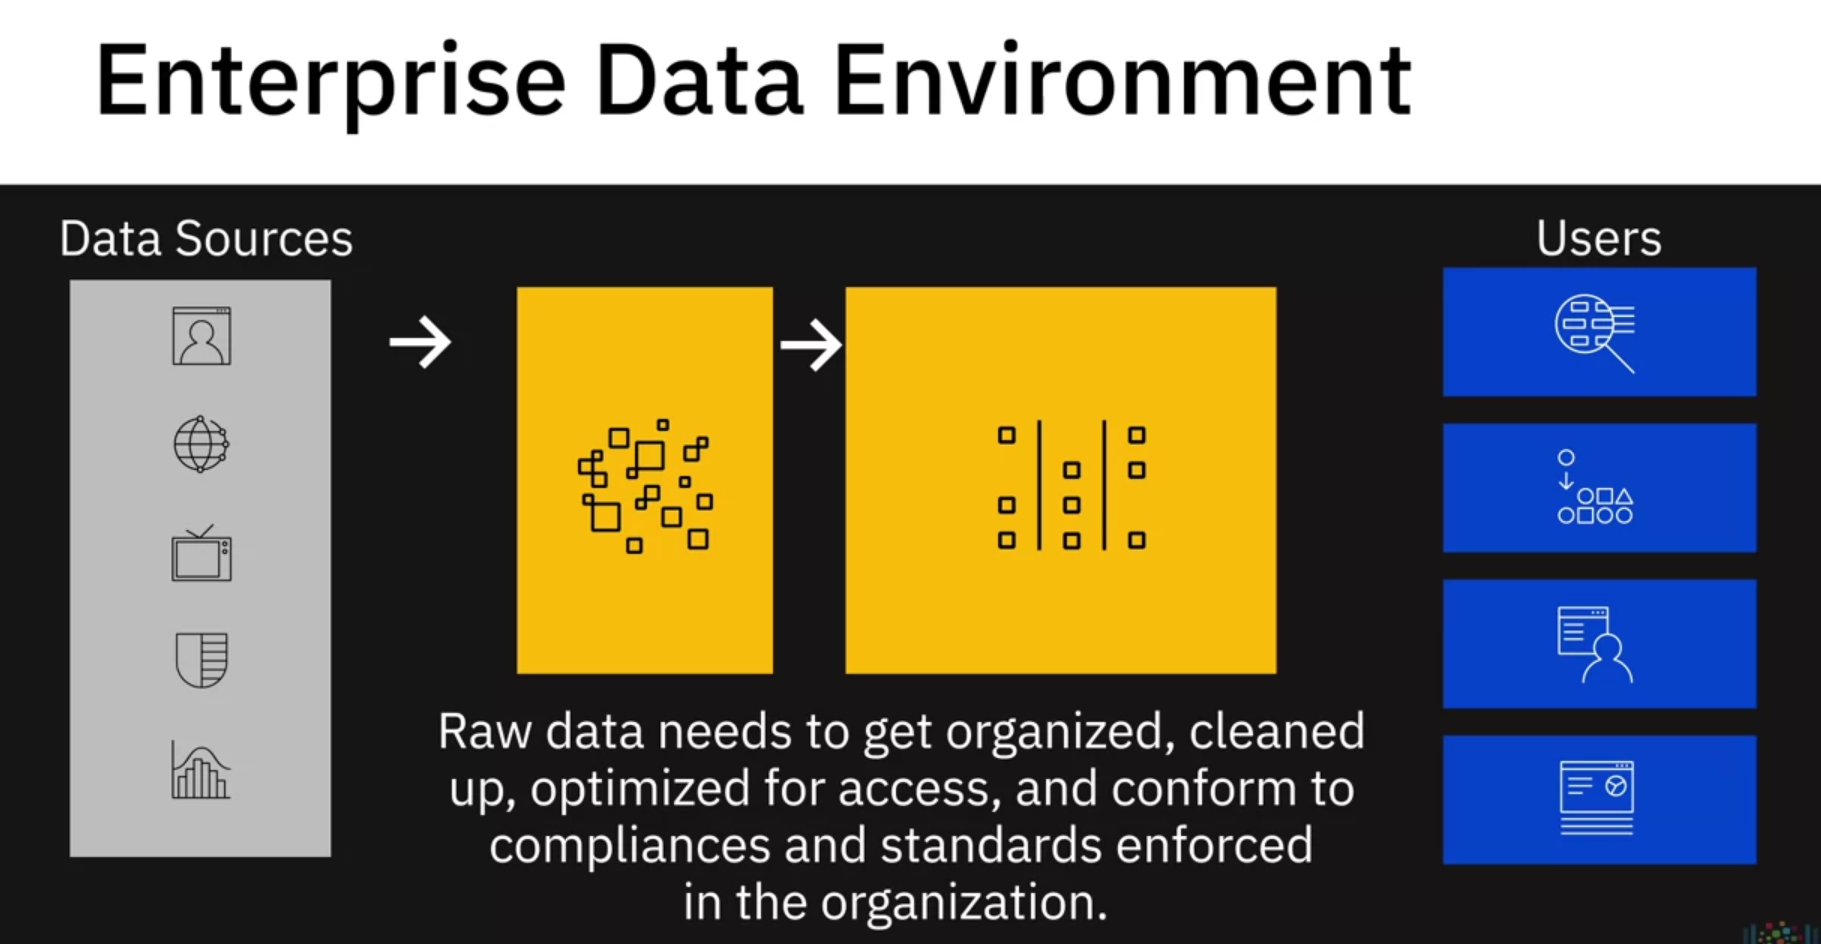 Enterprise Data Environment
Data Sources
Users
Raw data needs to get organized, cleaned
up, optimized for access, and conform to
compliances and standards enforced
in the organization.